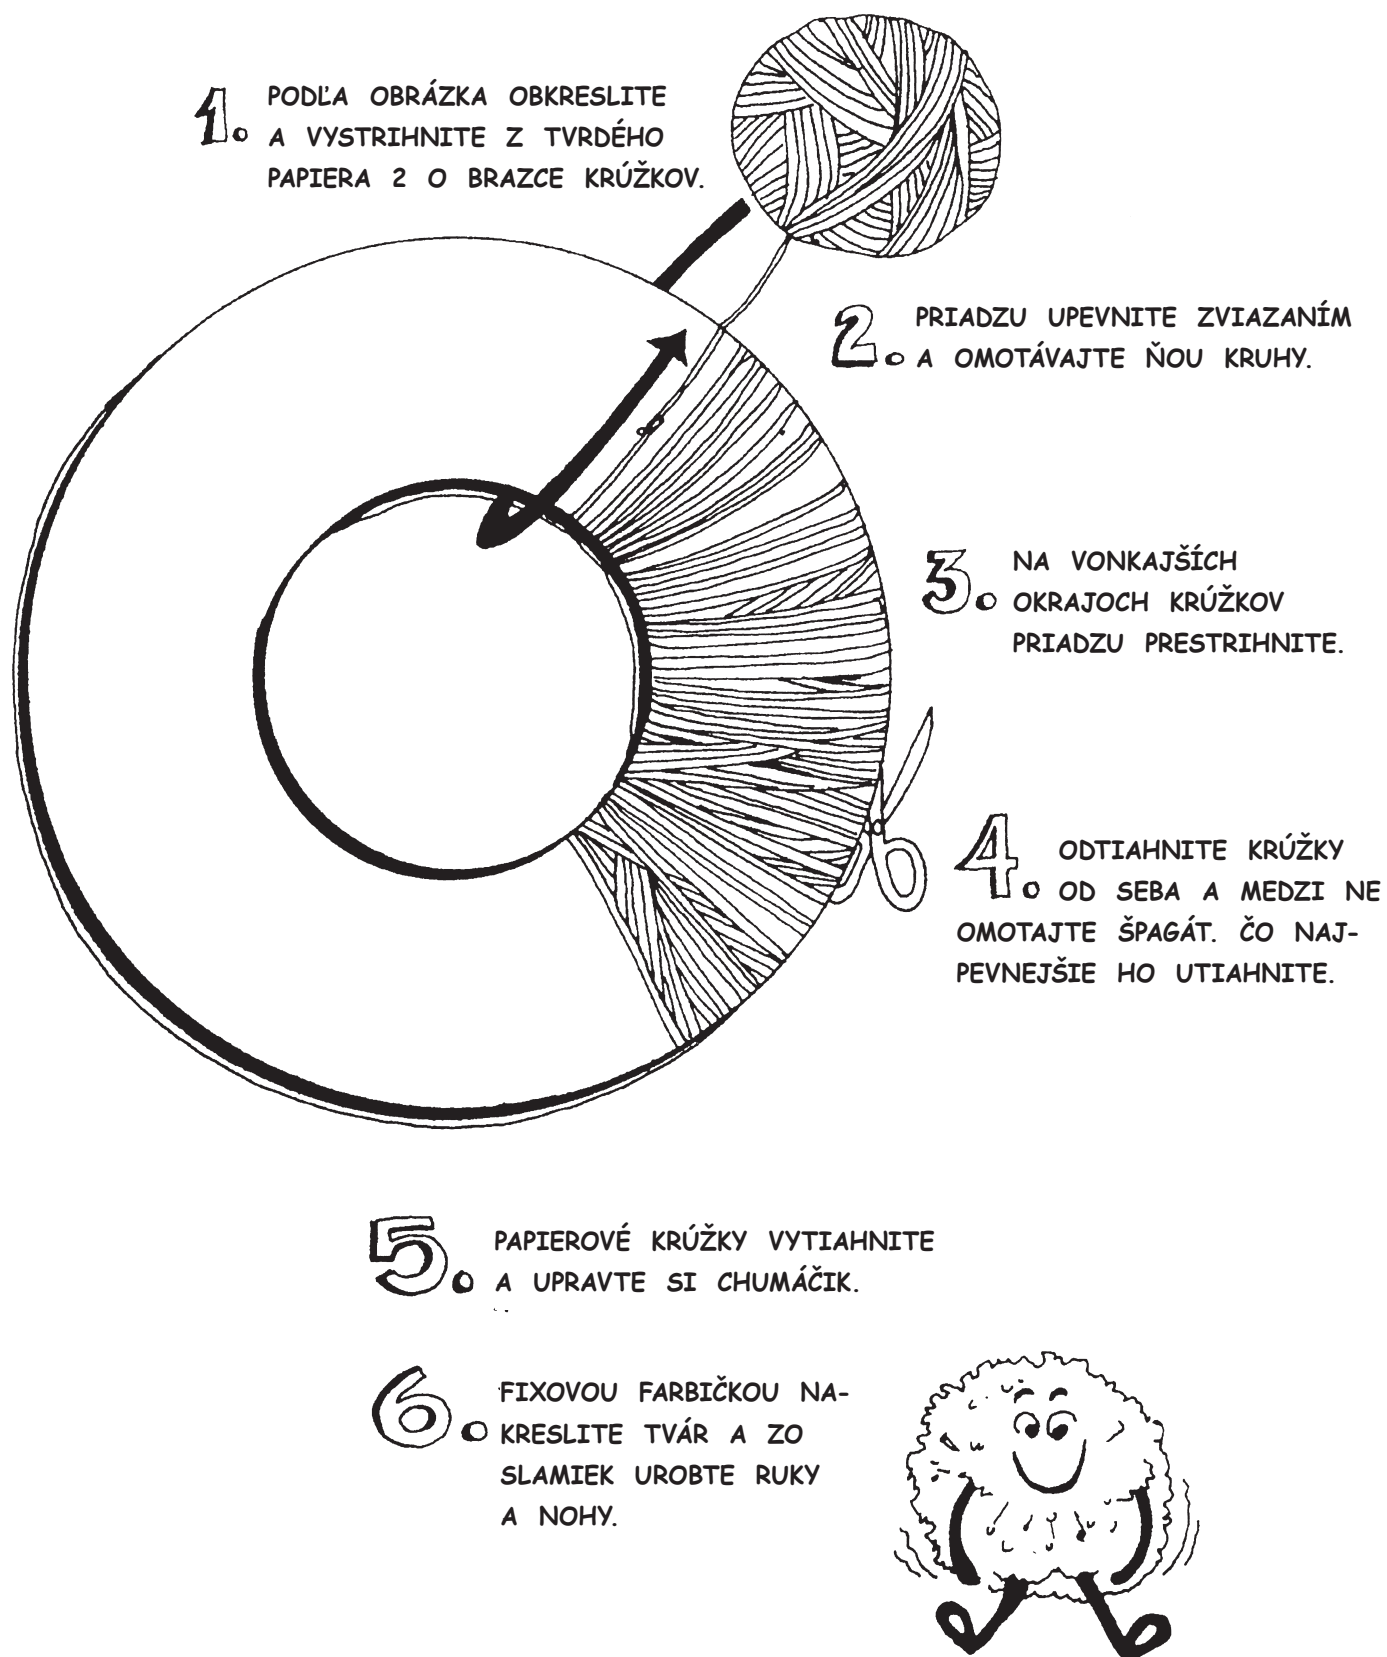 1. PODĽA OBRÁZKA OBKRESLITE
A VYSTRIHNITE Z TVRDÉHO
PAPIERA 2 O BRAZCE KRÚŽKOV.
2. PRIADZU UPEVNITE ZVIAZANÍM
A OMOTÁVAJTE ŇOU KRUHY.
3. NA VONKAJŠÍCH
OKRAJOCH KRÚŽKOV
PRIADZU PRESTRIHNITE.
4. ODTIAHNITE KRÚŽKY
OD SEBA A MEDZI NE
OMOTAJTE ŠPAGÁT. ČO NAJ-
PEVNEJŠIE HO UTIAHNITE.
5. PAPIEROVÉ KRÚŽKY VYTIAHNITE
A UPRAVTE SI CHUMÁČIK.
6. FIXOVOU FARBIČKOU NA-
KRESLITE TVÁR A ZO
SLAMIEK UROBTE RUKY
A NOHY.